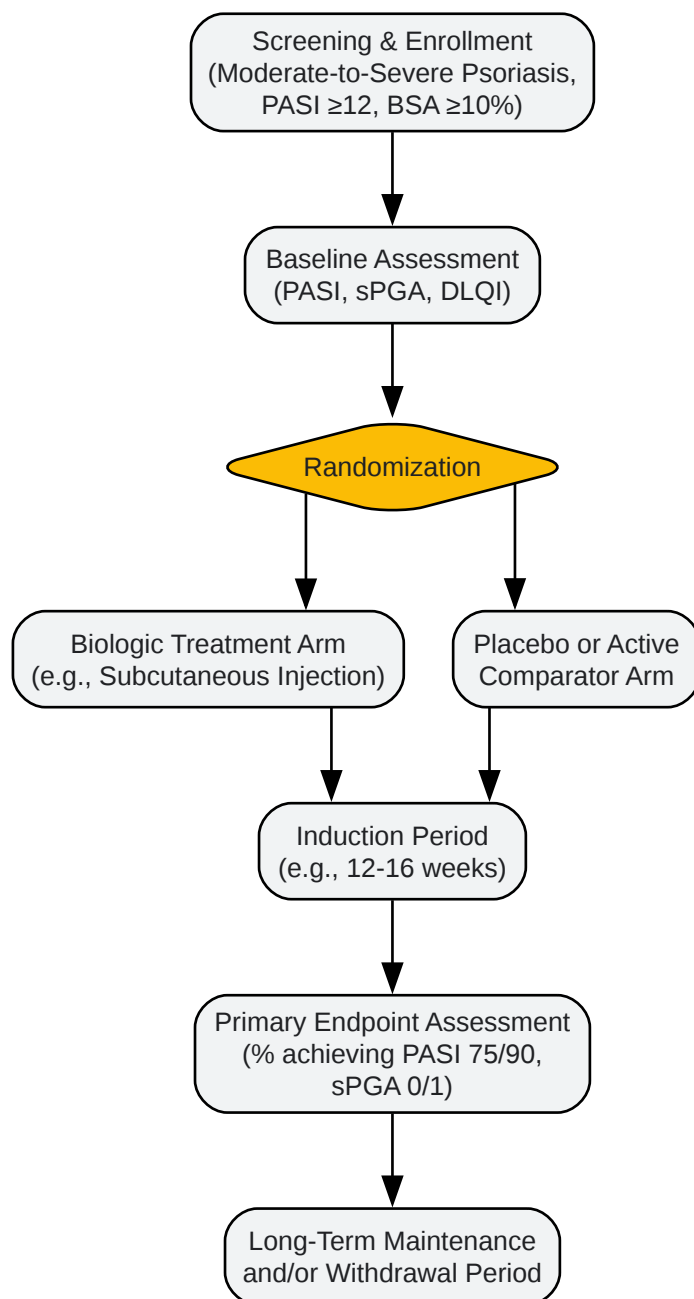 Screening & Enrollment
(Moderate-to-Severe Psoriasis,
PASI ≥12, BSA ≥10%)
Baseline Assessment
(PASI, sPGA, DLQI)
Randomization
Biologic Treatment Arm
(e.g., Subcutaneous Injection)
Placebo or Active
Comparator Arm
Induction Period
(e.g., 12-16 weeks)
Primary Endpoint Assessment
(% achieving PASI 75/90,
sPGA 0/1)
Long-Term Maintenance
and/or Withdrawal Period